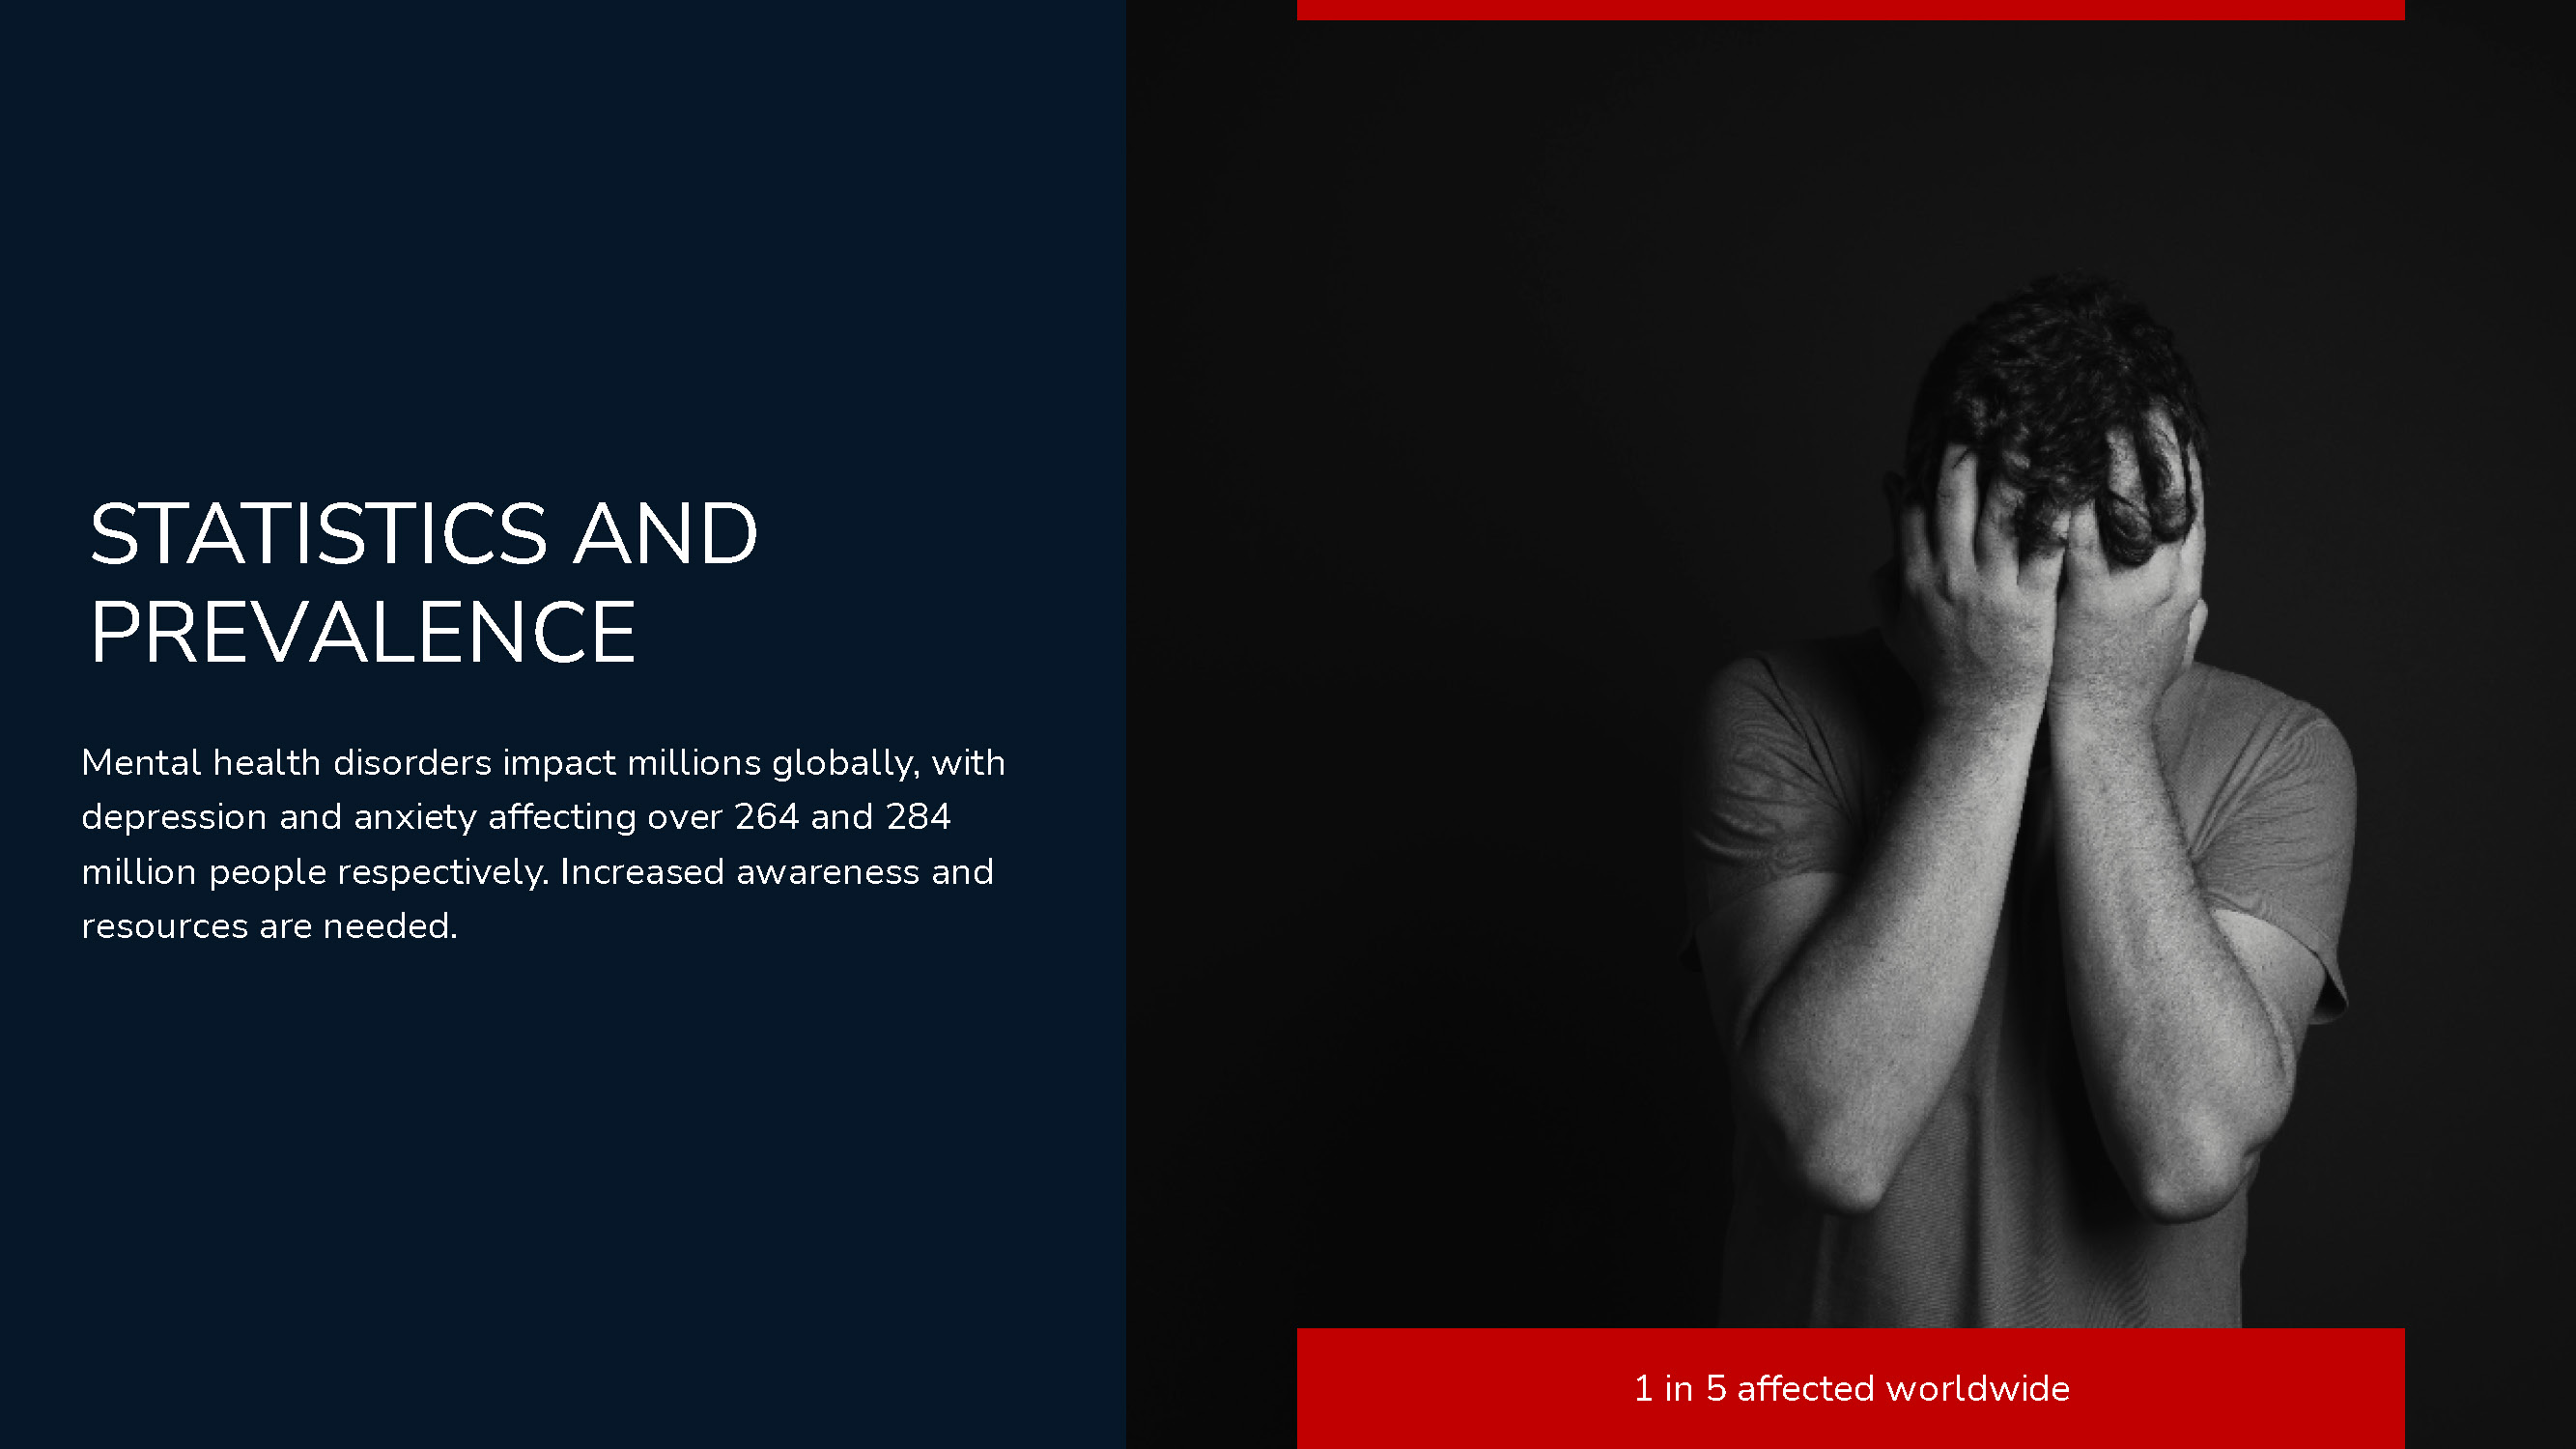 STATISTICS AND
PREVALENCE
Mental health disorders impact millions globally, with
depression and anxiety affecting over 264 and 284
million people respectively. Increased awareness and
resources are needed.
1 in 5 affected worldwide